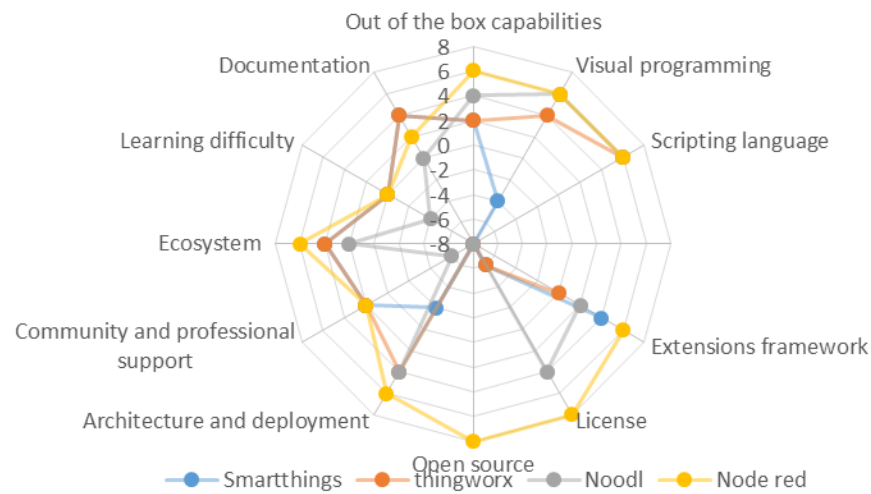 Out of the box capabilities
8
Documentation
Visual programming
6
4
2
Learning difficulty
Scripting language
0
-2
-4
-6
Ecosystem
-8
Community and professional
support
Extensions framework
Architecture and deployment
License
Open source
Smartthings
thingworx
Noodl
Node red